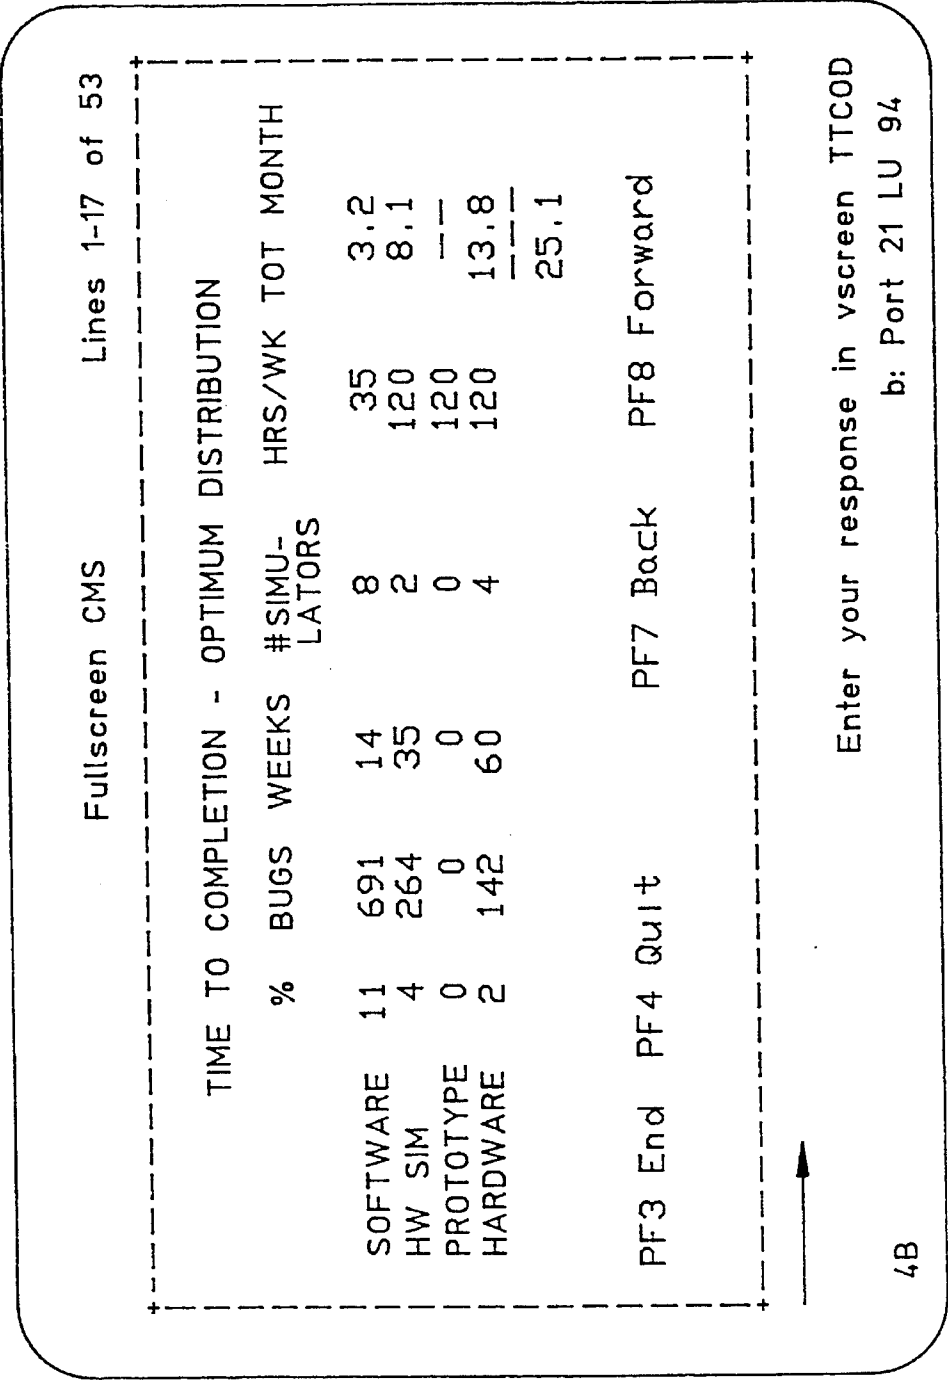 Fullscreen CMS Lines 1-17 of 53
TIME TO COMPLETION - OPTIMUM DISTRIBUTION
% BUGS WEEKS #SIMU- HRS/WK TOT MONTH
LATORS
SOFTWARE 11 691 14 8 35 3.2
HW SIM 4 264 35 2 120 8.1
PROTOTYPE 0 0 0 0 120 ---
HARDWARE 2 142 60 4 120 13.8
25.1
PF3 End PF4 Quit PF7 Back PF8 Forward
Enter your response in vscreen TTCOD
4B b: Port 21 LU 94